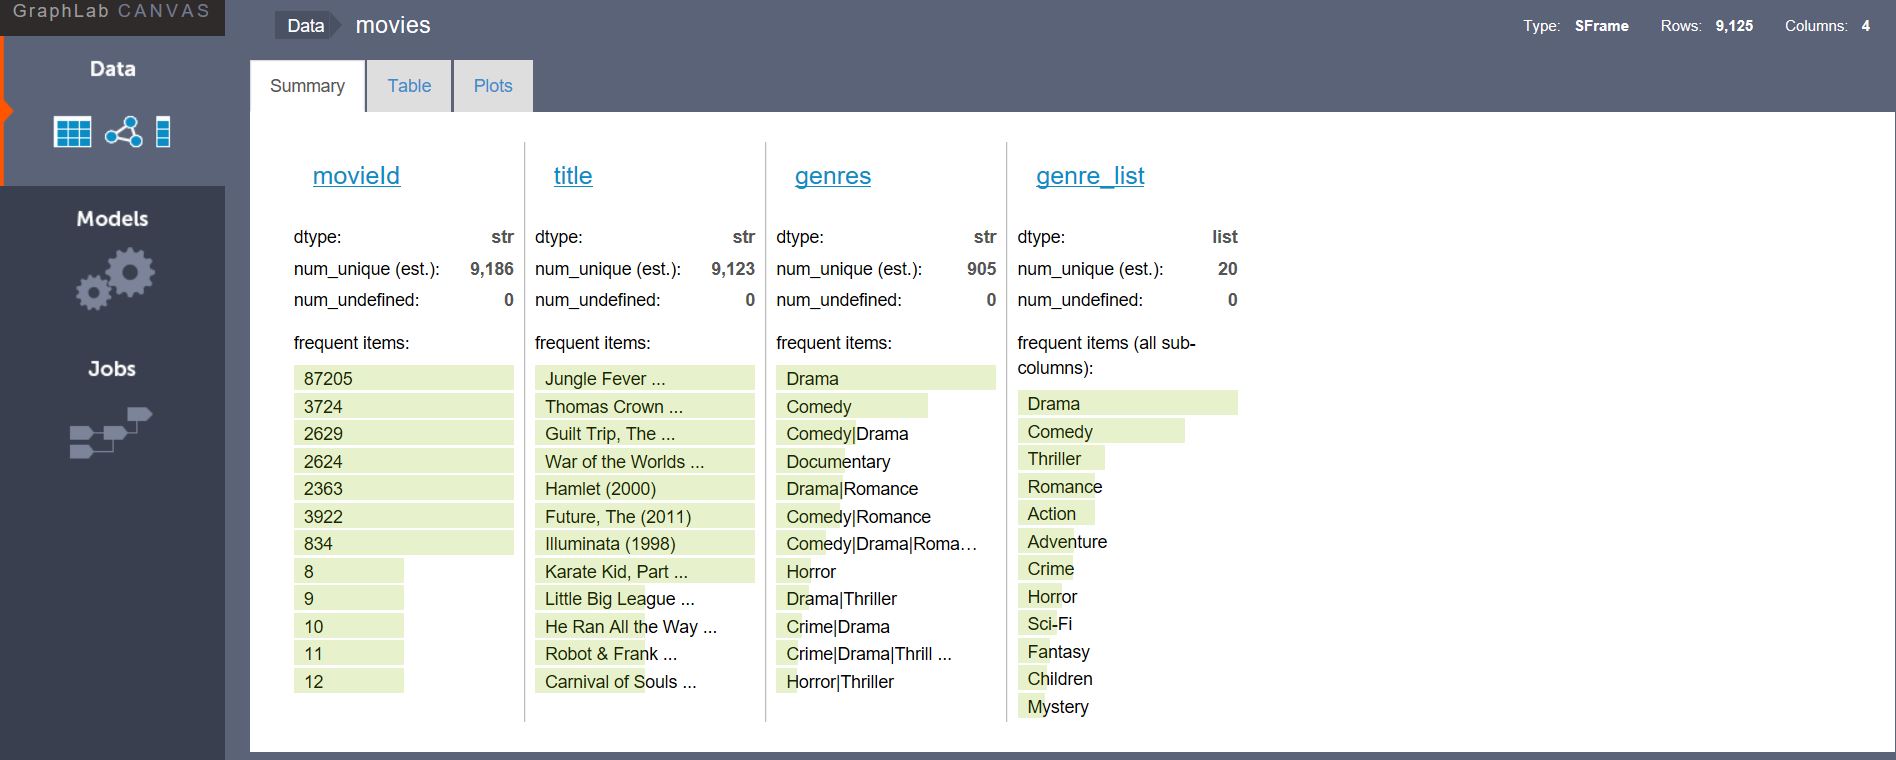 GraphLab CANVAS
Data
Models
Jobs
Data movies
Type: SFrame Rows: 9,125 Columns: 4
Summary Table Plots
movieId
dtype: str
num_unique (est.): 9,186
num_undefined: 0
frequent items:
87205
3724
2629
2624
2363
3922
834
8
9
10
11
12
title
dtype: str
num_unique (est.): 9,123
num_undefined: 0
frequent items:
Jungle Fever ...
Thomas Crown ...
Guilt Trip, The ...
War of the Worlds ...
Hamlet (2000)
Future, The (2011)
Illuminata (1998)
Karate Kid, Part ...
Little Big League ...
He Ran All the Way ...
Robot & Frank ...
Carnival of Souls ...
genres
dtype: str
num_unique (est.): 905
num_undefined: 0
frequent items:
Drama
Comedy
Comedy|Drama
Documentary
Drama|Romance
Comedy|Romance
Comedy|Drama|Roma...
Horror
Drama|Thriller
Crime|Drama
Crime|Drama|Thrill ...
Horror|Thriller
genre_list
dtype: list
num_unique (est.): 20
num_undefined: 0
frequent items (all sub-
columns):
Drama
Comedy
Thriller
Romance
Action
Adventure
Crime
Horror
Sci-Fi
Fantasy
Children
Mystery